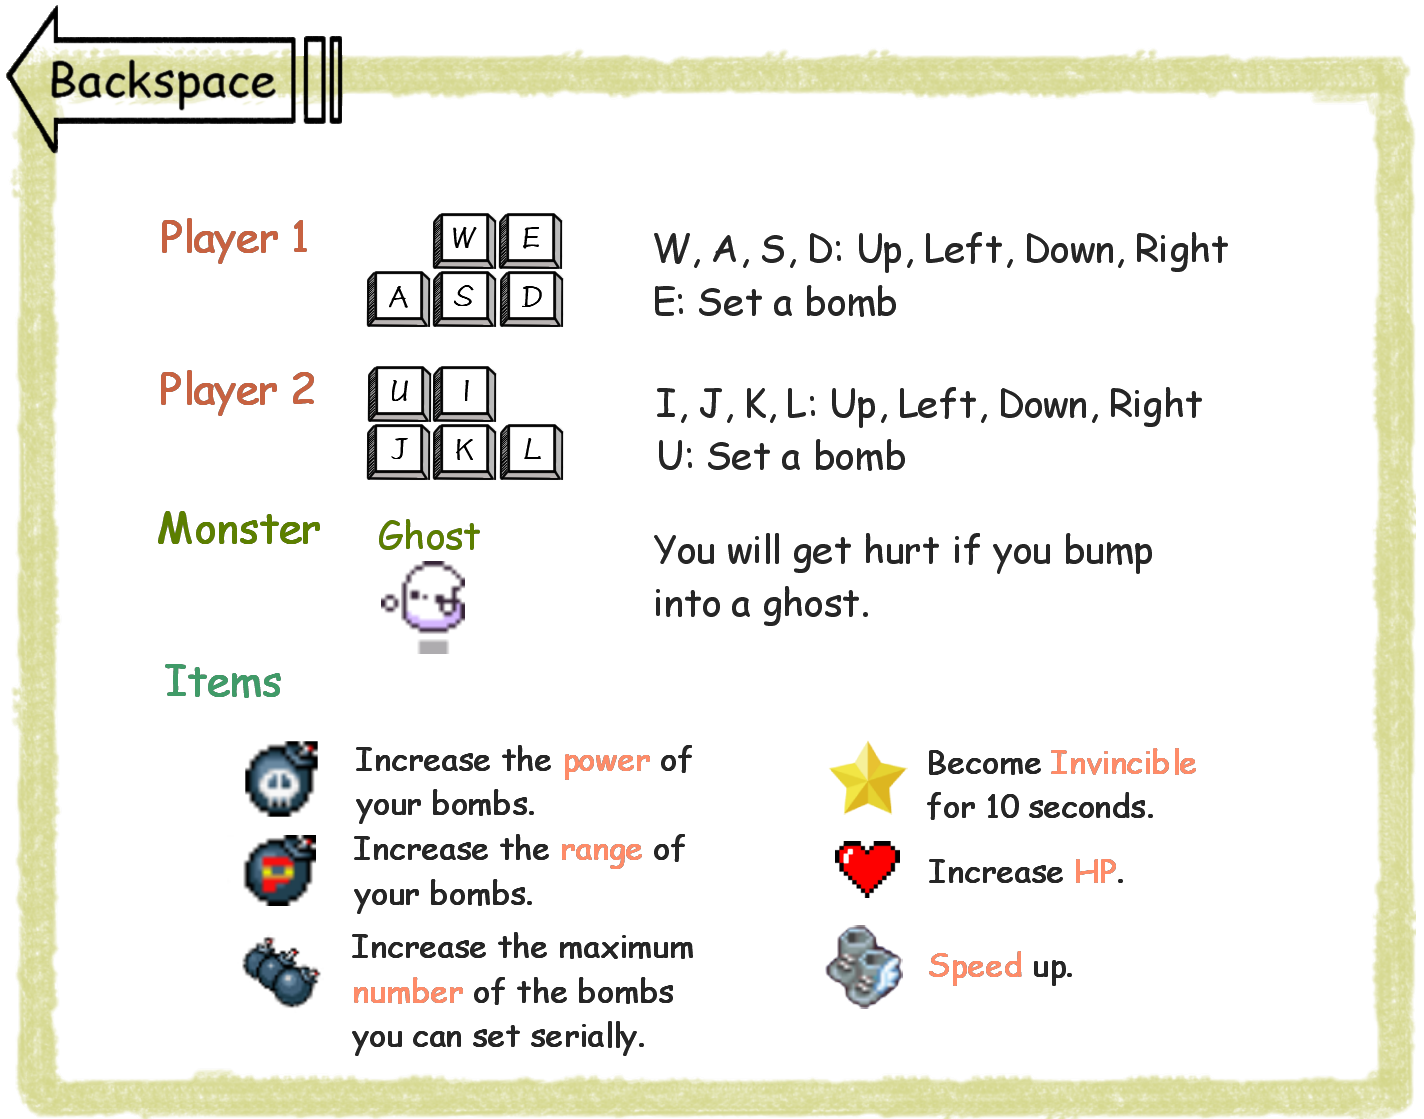 Backspace
Player 1
W E
A S D
W, A, S, D: Up, Left, Down, Right
E: Set a bomb
Player 2
U I
J K L
I, J, K, L: Up, Left, Down, Right
U: Set a bomb
Monster
Ghost
You will get hurt if you bump
into a ghost.
Items
Increase the power of
your bombs.
Increase the range of
your bombs.
Increase the maximum
number of the bombs
you can set serially.
Become Invincible
for 10 seconds.
Increase HP.
Speed up.